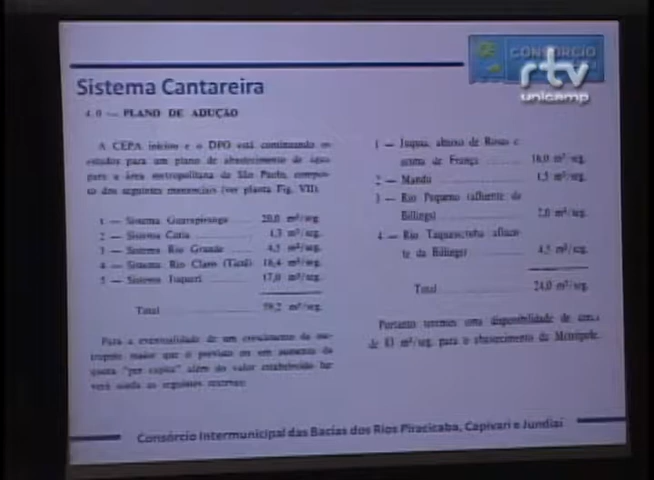 CONSÓRCIO
rtv
unicamp
Sistema Cantareira
4.0 — PLANO DE ADUÇÃO
A CEPA iniciou e o DPO está continuando os
estudos para um plano de abastecimento de água
para a área metropolitana de São Paulo, compos-
to dos seguintes mananciais (ver planta Fig. VII).
1 — Sistema Guarapiranga 20,0 m³/seg.
2 — Sistema Cotia 1,3 m³/seg.
3 — Sistema Rio Grande 4,5 m³/seg.
4 — Sistema Rio Claro 16,4 m³/seg.
5 — Sistema 17,0 m³/seg.
Total 59,2 m³/seg.
Para a eventualidade de um crescimento da me-
trópole maior que o previsto ou um aumento da
quota "per capita" além do valor estabelecido ha-
verá ainda as seguintes reservas:
1 — abaixo de
acima de França 16,0 m³/seg.
2 — Mandu 1,5 m³/seg.
3 — Rio Pequeno (afluente da
Billings) 2,0 m³/seg.
4 — Rio afluen-
te da Billings 4,5 m³/seg.
Total 24,0 m³/seg.
Portanto teremos uma disponibilidade de cerca
de 83 m³/seg. para o abastecimento da Metrópole.
Consórcio Intermunicipal das Bacias dos Rios Piracicaba, Capivari e Jundiaí